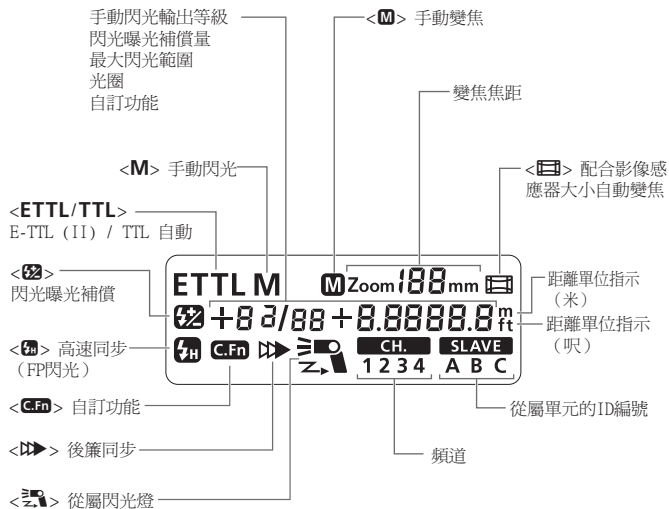 手動閃光輸出等級
閃光曝光補償量
最大閃光範圍
光圈
自訂功能
<M> 手動變焦
變焦焦距
<M> 手動閃光
< > 配合影像感
應器大小自動變焦
<ETTL/TTL>
E-TTL (II) / TTL 自動
< >
閃光曝光補償
ETTL M M Zoom 188 mm
+8 8/88 +8.8888.8 m
ft
距離單位指示
（米）
距離單位指示
（呎）
<H> 高速同步
（FP閃光）
H C.Fn CH. SLAVE
1 2 3 4 A B C
<C.Fn> 自訂功能
從屬單元的ID編號
< > 後簾同步
頻道
< > 從屬閃光燈